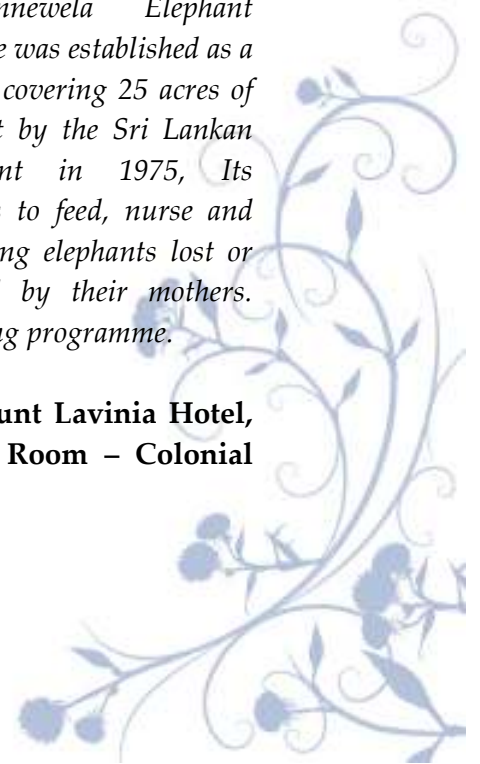 Elephant
e was established as a
covering 25 acres of
t by the Sri Lankan
nt in 1975, Its
to feed, nurse and
ng elephants lost or
by their mothers.
ng programme.
unt Lavinia Hotel,
Room – Colonial